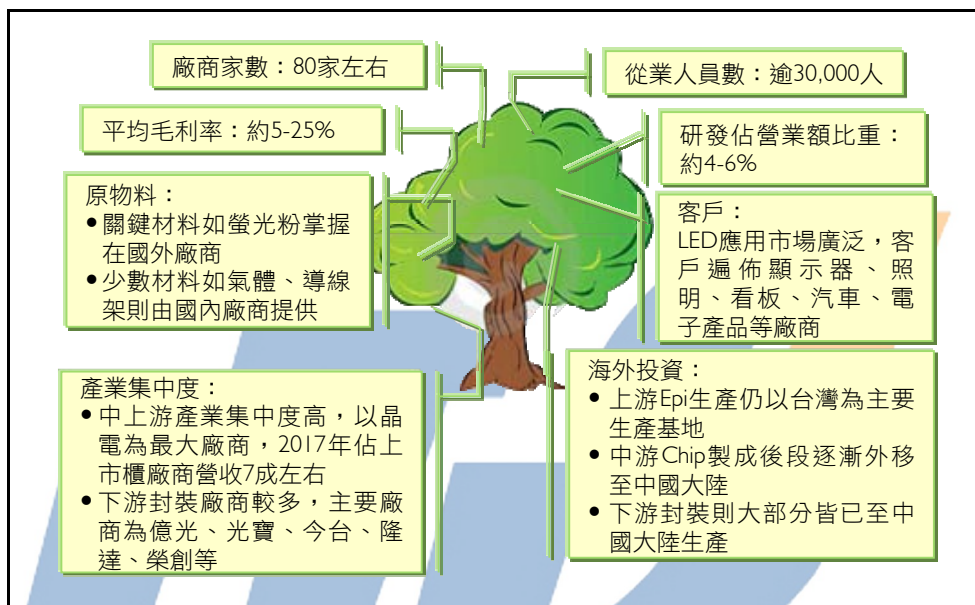 廠商家數：80家左右
從業人員數：逾30,000人
平均毛利率：約5-25%
研發佔營業額比重：
約4-6%
原物料：
•關鍵材料如螢光粉掌握
在國外廠商
•少數材料如氣體、導線
架則由國內廠商提供
客戶：
LED應用市場廣泛，客
戶遍佈顯示器、照
明、看板、汽車、電
子產品等廠商
產業集中度：
•中上游產業集中度高，以晶
電為最大廠商，2017年佔上
市櫃廠商營收7成左右
•下游封裝廠商較多，主要廠
商為億光、光寶、今台、隆
達、榮創等
海外投資：
•上游Epi生產仍以台灣為主要
生產基地
•中游Chip製成後段逐漸外移
至中國大陸
•下游封裝則大部分皆已至中
國大陸生產